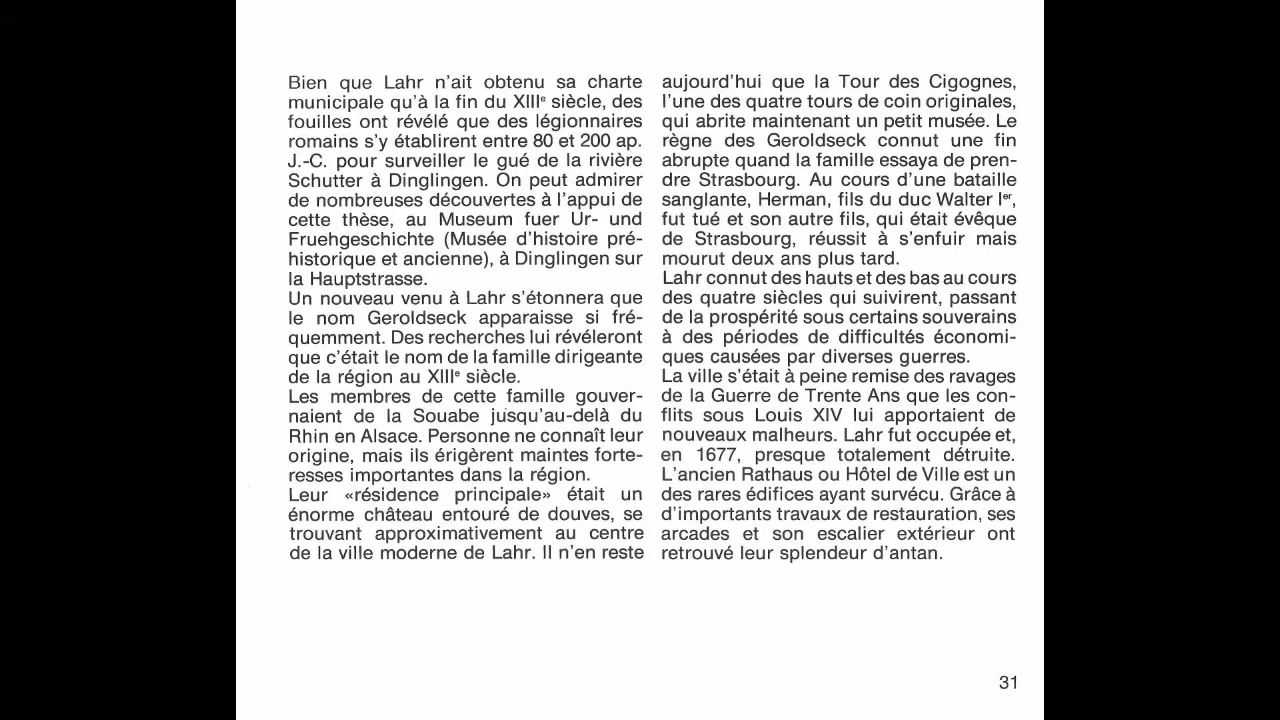 Bien que Lahr n'ait obtenu sa charte
municipale qu'à la fin du XIIIe siècle, des
fouilles ont révélé que des légionnaires
romains s'y établirent entre 80 et 200 ap.
J.-C. pour surveiller le gué de la rivière
Schutter à Dinglingen. On peut admirer
de nombreuses découvertes à l'appui de
cette thèse, au Museum fuer Ur- und
Fruehgeschichte (Musée d'histoire pré-
historique et ancienne), à Dinglingen sur
la Hauptstrasse.
Un nouveau venu à Lahr s'étonnera que
le nom Geroldseck apparaisse si fré-
quemment. Des recherches lui révéleront
que c'était le nom de la famille dirigeante
de la région au XIIIe siècle.
Les membres de cette famille gouver-
naient de la Souabe jusqu'au-delà du
Rhin en Alsace. Personne ne connaît leur
origine, mais ils érigèrent maintes forte-
resses importantes dans la région.
Leur «résidence principale» était un
énorme château entouré de douves, se
trouvant approximativement au centre
de la ville moderne de Lahr. Il n'en reste
aujourd'hui que la Tour des Cigognes,
l'une des quatre tours de coin originales,
qui abrite maintenant un petit musée. Le
règne des Geroldseck connut une fin
abrupte quand la famille essaya de pren-
dre Strasbourg. Au cours d'une bataille
sanglante, Herman, fils du duc Walter Ier,
fut tué et son autre fils, qui était évêque
de Strasbourg, réussit à s'enfuir mais
mourut deux ans plus tard.
Lahr connut des hauts et des bas au cours
des quatre siècles qui suivirent, passant
de la prospérité sous certains souverains
à des périodes de difficultés économi-
ques causées par diverses guerres.
La ville s'était à peine remise des ravages
de la Guerre de Trente Ans que les con-
flits sous Louis XIV lui apportaient de
nouveaux malheurs. Lahr fut occupée et,
en 1677, presque totalement détruite.
L'ancien Rathaus ou Hôtel de Ville est un
des rares édifices ayant survécu. Grâce à
d'importants travaux de restauration, ses
arcades et son escalier extérieur ont
retrouvé leur splendeur d'antan.
31